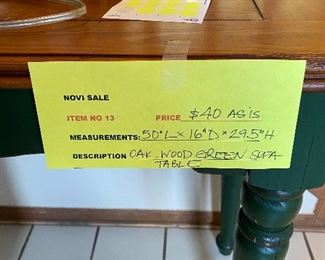 NOVI SALE
ITEM NO 13 PRICE $40 AS IS
MEASUREMENTS: 50"L × 16"D × 29.5"H
DESCRIPTION OAK-WOOD GREEN SOFA
TABLE